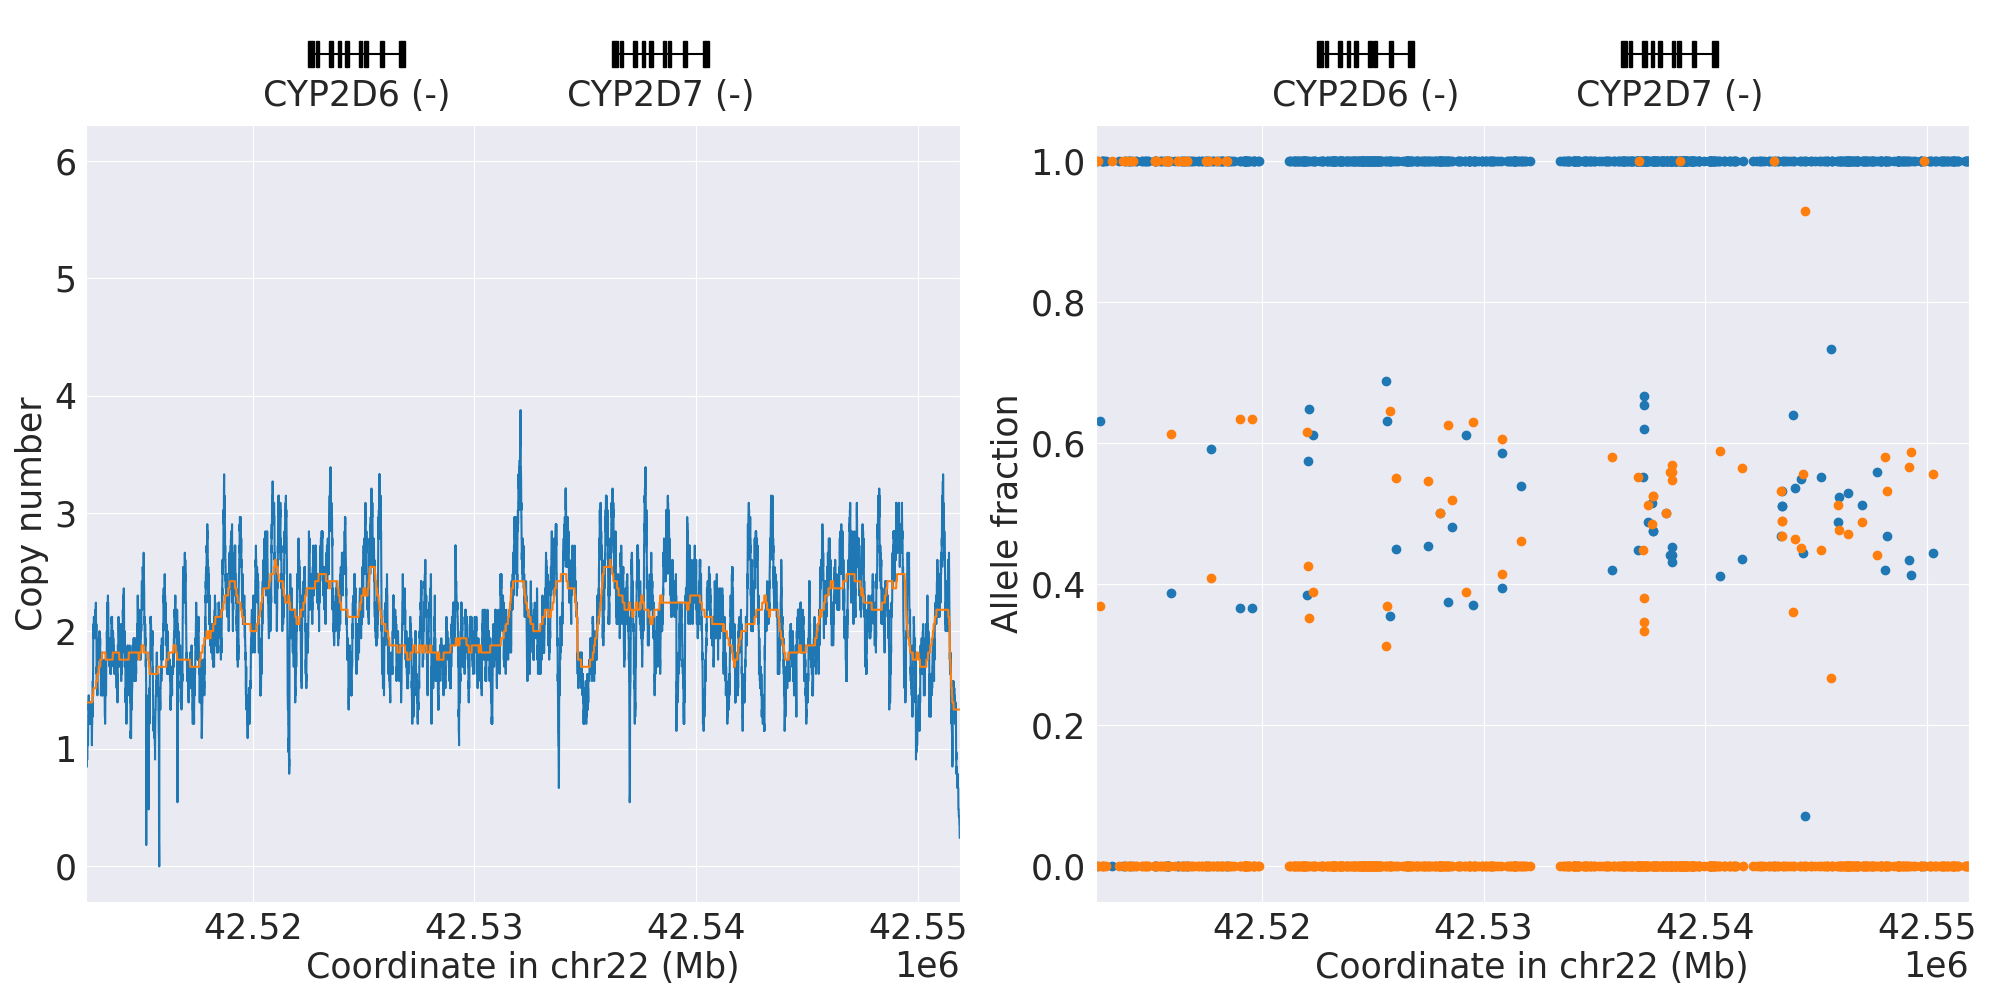 CYP2D6 (-) CYP2D7 (-)
6
5
4
3
2
1
0
Copy number
42.52 42.53 42.54 42.55
Coordinate in chr22 (Mb) 1e6
CYP2D6 (-) CYP2D7 (-)
1.0
0.8
0.6
0.4
0.2
0.0
Allele fraction
42.52 42.53 42.54 42.55
Coordinate in chr22 (Mb) 1e6